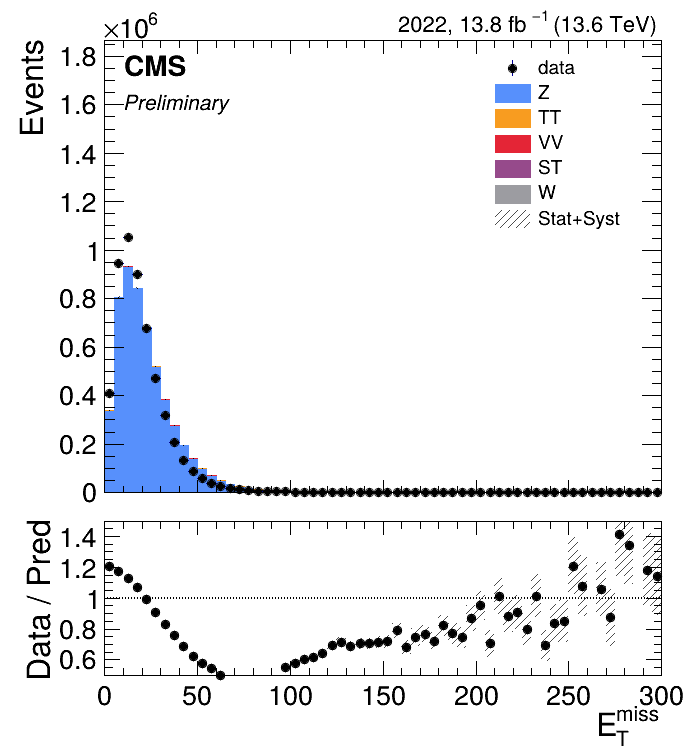 ×10^6
2022, 13.8 fb^-1 (13.6 TeV)
Events
CMS
Preliminary
data
Z
TT
VV
ST
W
Stat+Syst
1.8
1.6
1.4
1.2
1
0.8
0.6
0.4
0.2
0
Data / Pred
1.4
1.2
1
0.8
0.6
0 50 100 150 200 250 300
E_T^miss